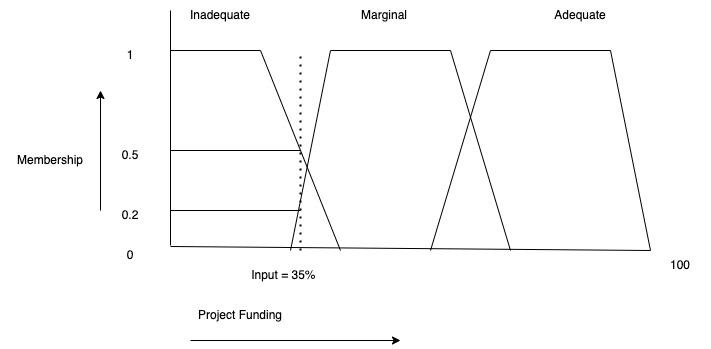 Inadequate Marginal Adequate
1
0.5
Membership
0.2
0
100
Input = 35%
Project Funding